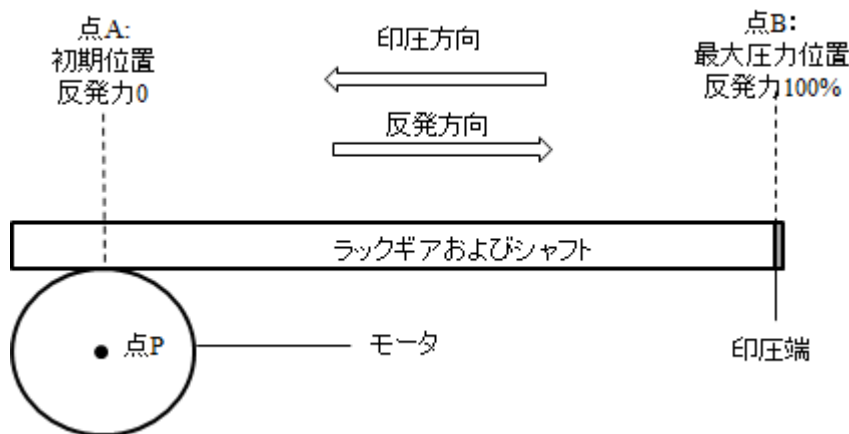 点A:
初期位置
反発力0
印圧方向
反発方向
点B：
最大圧力位置
反発力100%
ラックギアおよびシャフト
点P
モータ
印圧端